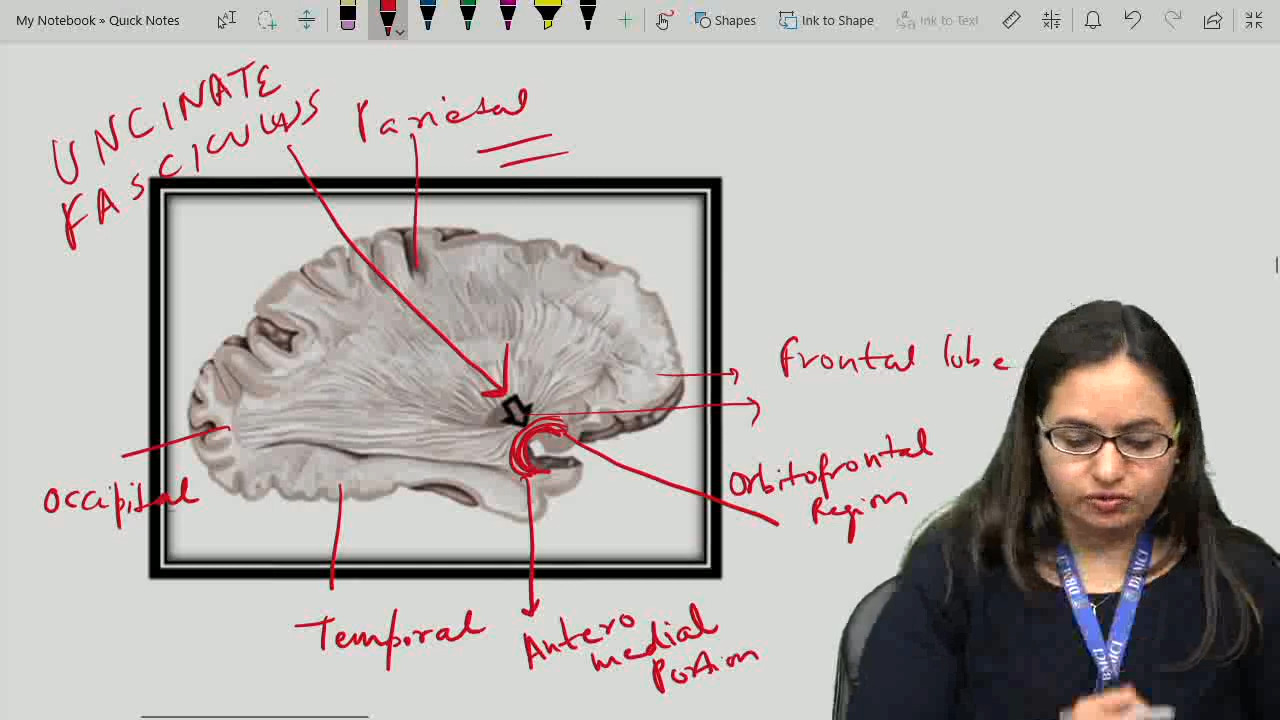 My Notebook » Quick Notes
Shapes
Ink to Shape
Ink to Text
UNCINATE
FASCICULUS
Parietal
Frontal lobe
Orbitofrontal
Region
Occipital
Temporal
Antero
medial
Portion